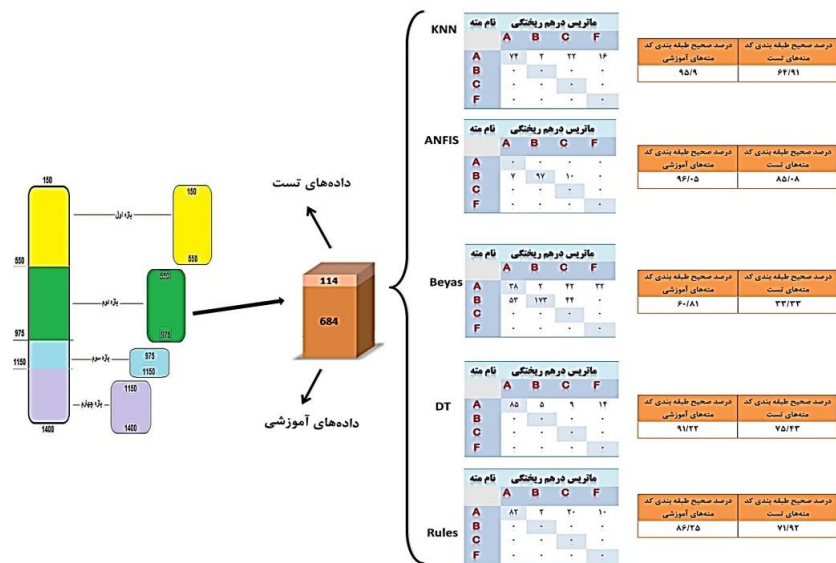 150
550
975
1150
1400
بازه اول
بازه دوم
بازه سوم
بازه چهارم
150
550
550
975
975
1150
1150
1400
داده‌های تست
114
684
داده‌های آموزشی
KNN
نام مته ماتریس درهم ریختگی
A B C F
A ۷۴ ۲ ۲۲ ۱۶
B ۰ ۰ ۰ ۰
C ۰ ۰ ۰ ۰
F ۰ ۰ ۰ ۰
درصد صحیح طبقه بندی کد مته‌های آموزشی
درصد صحیح طبقه بندی کد مته‌های تست
۹۵/۹ ۶۴/۹۱
ANFIS
نام مته ماتریس درهم ریختگی
A B C F
A ۰ ۰ ۰ ۰
B ۷ ۹۷ ۱۰ ۰
C ۰ ۰ ۰ ۰
F ۰ ۰ ۰ ۰
درصد صحیح طبقه بندی کد مته‌های آموزشی
درصد صحیح طبقه بندی کد مته‌های تست
۹۶/۰۵ ۸۵/۰۸
Beyas
نام مته ماتریس درهم ریختگی
A B C F
A ۳۸ ۲ ۴۲ ۳۲
B ۵۲ ۱۷۳ ۴۴ ۰
C ۰ ۰ ۰ ۰
F ۰ ۰ ۰ ۰
درصد صحیح طبقه بندی کد مته‌های آموزشی
درصد صحیح طبقه بندی کد مته‌های تست
۶۰/۸۱ ۳۳/۳۳
DT
نام مته ماتریس درهم ریختگی
A B C F
A ۸۵ ۵ ۹ ۱۴
B ۰ ۰ ۰ ۰
C ۰ ۰ ۰ ۰
F ۰ ۰ ۰ ۰
درصد صحیح طبقه بندی کد مته‌های آموزشی
درصد صحیح طبقه بندی کد مته‌های تست
۹۱/۲۲ ۷۵/۴۳
Rules
نام مته ماتریس درهم ریختگی
A B C F
A ۸۲ ۲ ۲۰ ۱۰
B ۰ ۰ ۰ ۰
C ۰ ۰ ۰ ۰
F ۰ ۰ ۰ ۰
درصد صحیح طبقه بندی کد مته‌های آموزشی
درصد صحیح طبقه بندی کد مته‌های تست
۸۶/۲۵ ۷۱/۹۲